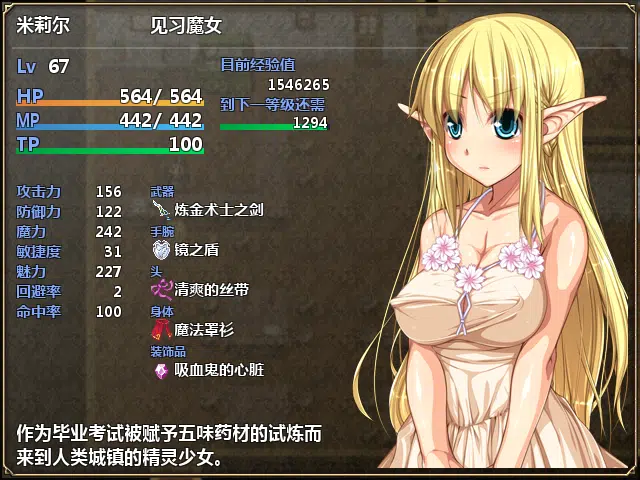 米莉尔 见习魔女
Lv 67 目前经验值
1546265
HP 564/ 564 到下一等级还需
MP 442/ 442 1294
TP 100
攻击力 156 武器
防御力 122 炼金术士之剑
魔力 242 手腕
敏捷度 31 镜之盾
魅力 227 头
回避率 2 清爽的丝带
命中率 100 身体
魔法罩衫
装饰品
吸血鬼的心脏
作为毕业考试被赋予五味药材的试炼而
来到人类城镇的精灵少女。